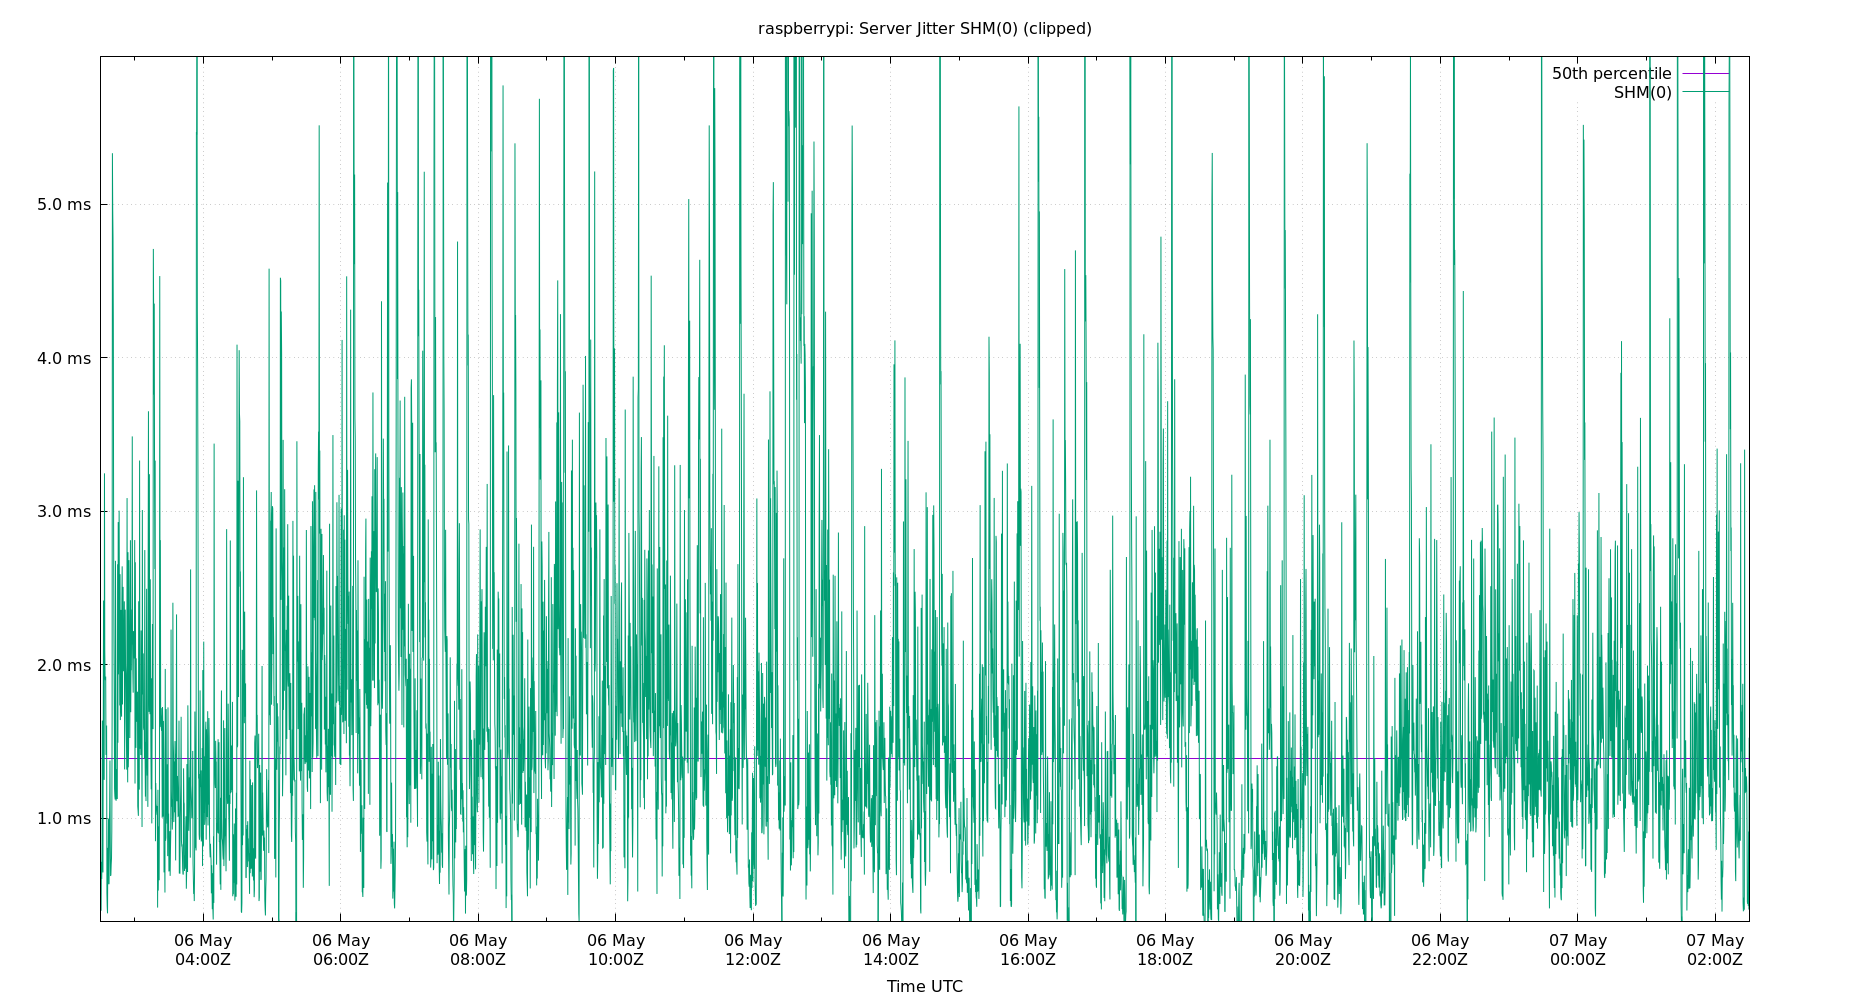 raspberrypi: Server Jitter SHM(0) (clipped)
50th percentile
SHM(0)
5.0 ms
4.0 ms
3.0 ms
2.0 ms
1.0 ms
06 May 06 May 06 May 06 May 06 May 06 May 06 May 06 May 06 May 06 May 07 May 07 May
04:00Z 06:00Z 08:00Z 10:00Z 12:00Z 14:00Z 16:00Z 18:00Z 20:00Z 22:00Z 00:00Z 02:00Z
Time UTC